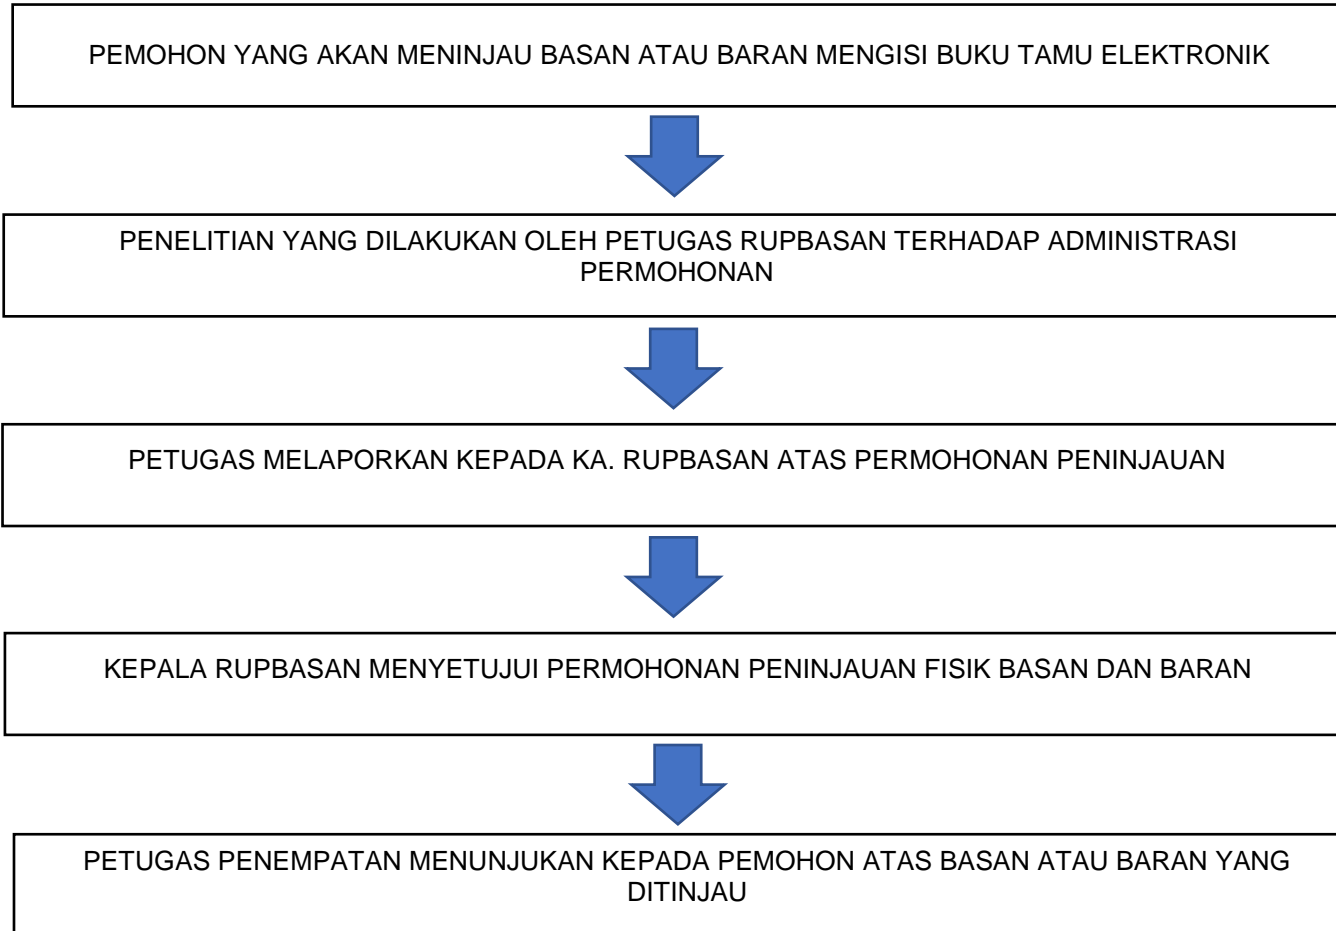 PEMOHON YANG AKAN MENINJAU BASAN ATAU BARAN MENGISI BUKU TAMU ELEKTRONIK
PENELITIAN YANG DILAKUKAN OLEH PETUGAS RUPBASAN TERHADAP ADMINISTRASI
PERMOHONAN
PETUGAS MELAPORKAN KEPADA KA. RUPBASAN ATAS PERMOHONAN PENINJAUAN
KEPALA RUPBASAN MENYETUJUI PERMOHONAN PENINJAUAN FISIK BASAN DAN BARAN
PETUGAS PENEMPATAN MENUNJUKAN KEPADA PEMOHON ATAS BASAN ATAU BARAN YANG
DITINJAU